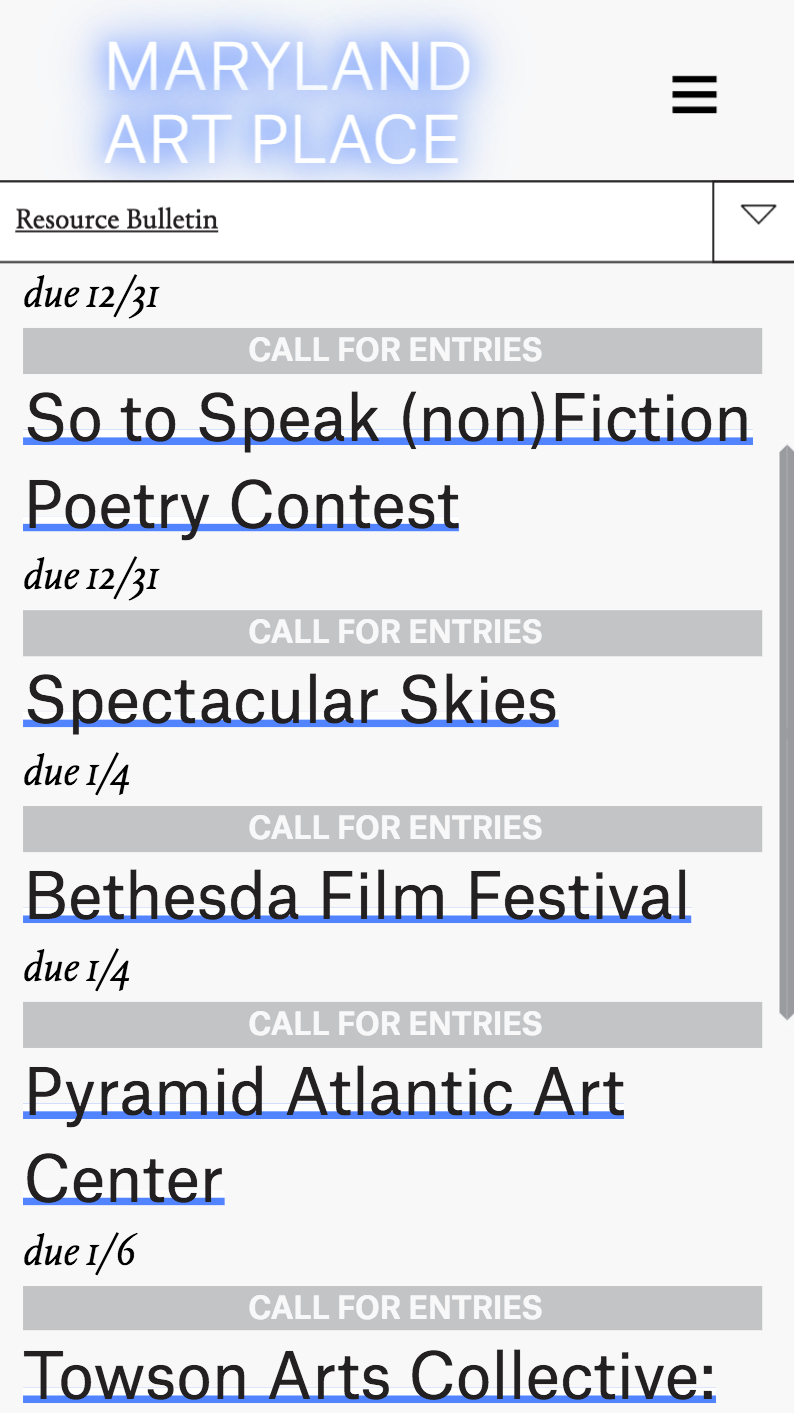 MARYLAND
ART PLACE
Resource Bulletin
due 12/31
CALL FOR ENTRIES
So to Speak (non)Fiction
Poetry Contest
due 12/31
CALL FOR ENTRIES
Spectacular Skies
due 1/4
CALL FOR ENTRIES
Bethesda Film Festival
due 1/4
CALL FOR ENTRIES
Pyramid Atlantic Art
Center
due 1/6
CALL FOR ENTRIES
Towson Arts Collective: